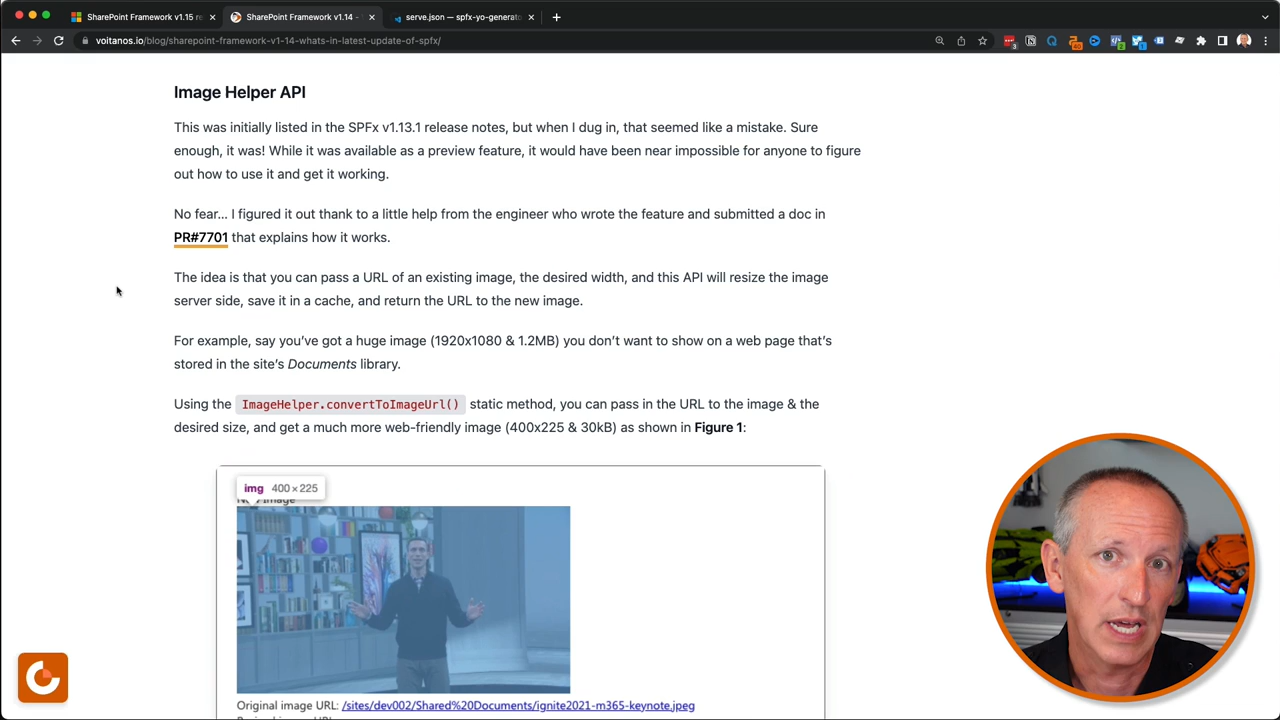 SharePoint Framework v1.15 re
SharePoint Framework v1.14 -
serve.json — spfx-yo-generato
voitanos.io/blog/sharepoint-framework-v1-14-whats-in-latest-update-of-spfx/
Image Helper API
This was initially listed in the SPFx v1.13.1 release notes, but when I dug in, that seemed like a mistake. Sure
enough, it was! While it was available as a preview feature, it would have been near impossible for anyone to figure
out how to use it and get it working.
No fear... I figured it out thank to a little help from the engineer who wrote the feature and submitted a doc in
PR#7701 that explains how it works.
The idea is that you can pass a URL of an existing image, the desired width, and this API will resize the image
server side, save it in a cache, and return the URL to the new image.
For example, say you've got a huge image (1920x1080 & 1.2MB) you don't want to show on a web page that's
stored in the site's Documents library.
Using the ImageHelper.convertToImageUrl() static method, you can pass in the URL to the image & the
desired size, and get a much more web-friendly image (400x225 & 30kB) as shown in Figure 1:
img 400 × 225
Original image URL: /sites/dev002/Shared%20Documents/ignite2021-m365-keynote.jpeg